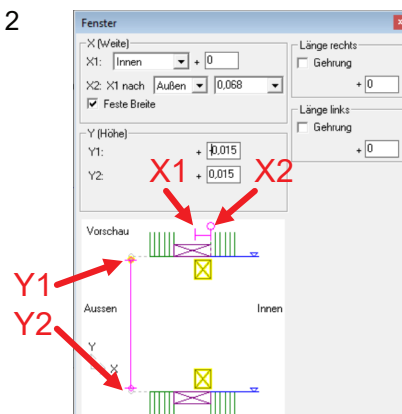 2
Fenster
X (Weite)
X1: Innen + 0
X2: X1 nach Außen 0,068
Feste Breite
Länge rechts
Gehrung
+ 0
Länge links
Gehrung
+ 0
Y (Höhe)
Y1: + 0,015
Y2: + 0,015
X1 X2
Vorschau
Y1
Aussen Innen
Y2
Y
X